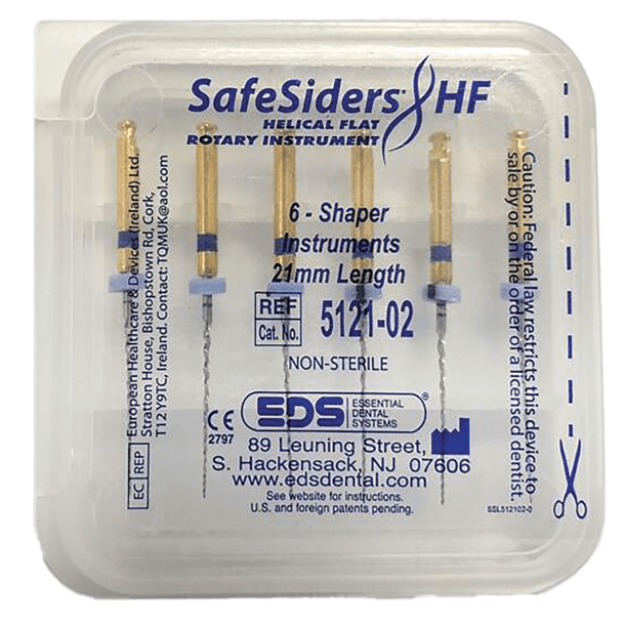 SafeSiders® HF
HELICAL FLAT
ROTARY INSTRUMENT
6 - Shaper
Instruments
21mm Length
REF
Cat. No.
5121-02
NON-STERILE
CE
2797
EDS®
ESSENTIAL
DENTAL
SYSTEMS
89 Leuning Street,
S. Hackensack, NJ 07606
www.edsdental.com
See website for instructions.
U.S. and foreign patents pending.
EC REP
European Healthcare & Devices (Ireland) Ltd.
Stratton House, Bishopstown Rd, Cork,
T12 Y9TC, Ireland. Contact: TQMUK@aol.com
Caution: Federal law restricts this device to
sale by or on the order of a licensed dentist.
SSL512102-0